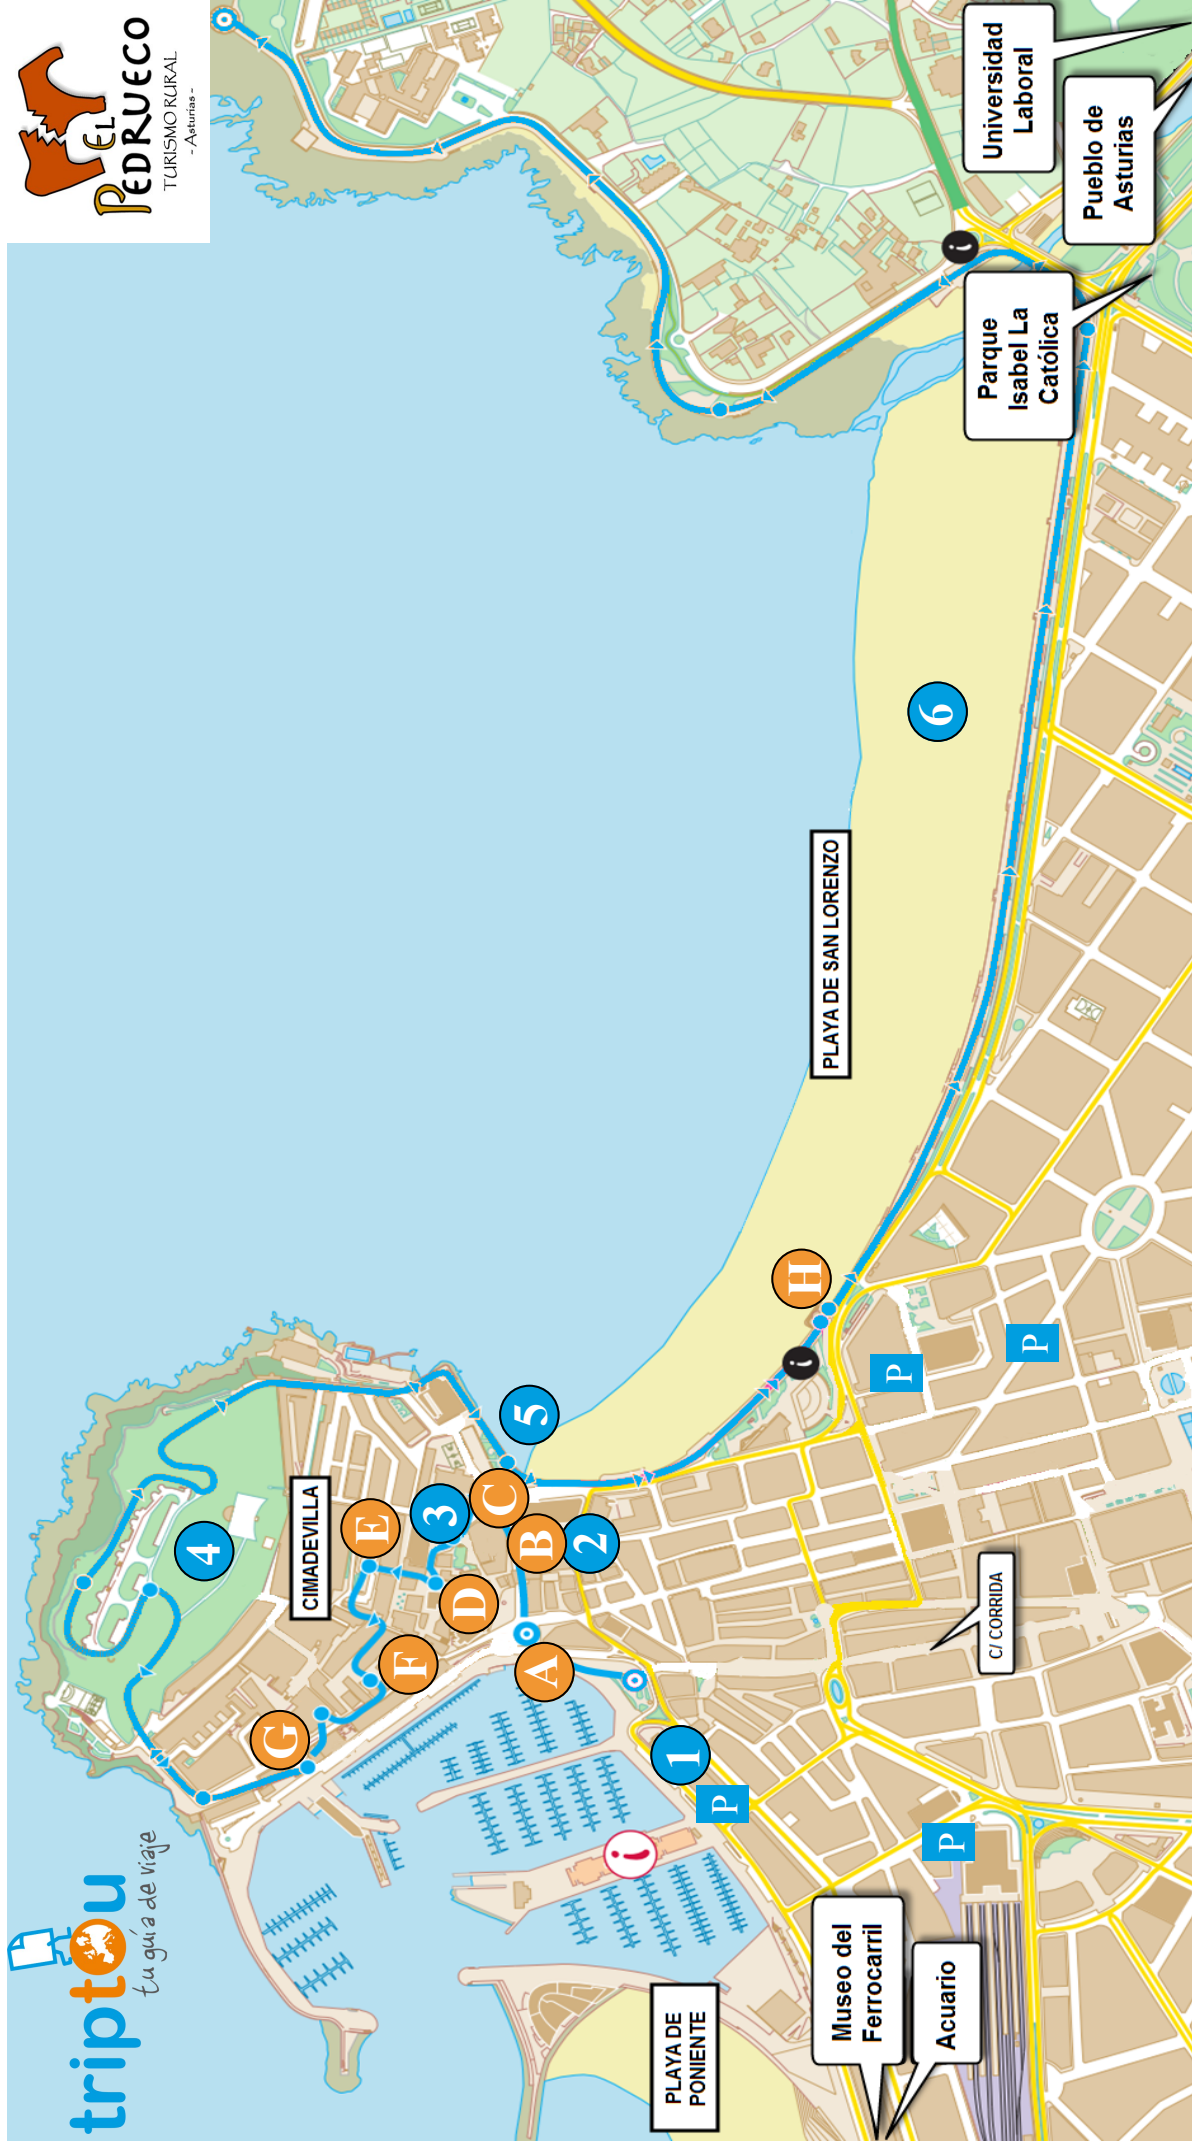 triptou
tu guía de viaje
EL
PEDRUECO
TURISMO RURAL
- Asturias -
4
CIMADEVILLA
G
F
E
D
3
C
5
A
B
2
1
P
i
PLAYA DE
PONIENTE
Museo del
Ferrocarril
Acuario
P
C/ CORRIDA
P
P
i
H
PLAYA DE SAN LORENZO
6
i
Parque
Isabel La
Católica
Universidad
Laboral
Pueblo de
Asturias